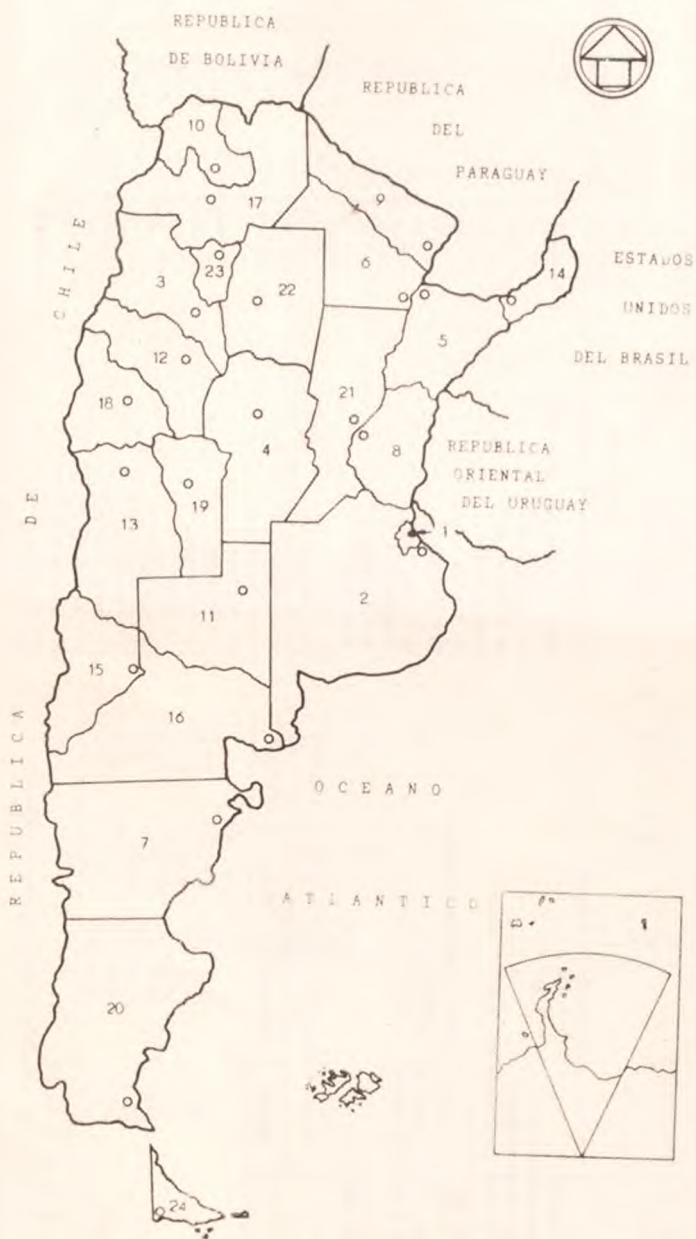 REPUBLICA
DE BOLIVIA
REPUBLICA
DEL
PARAGUAY
10
17
9
CHILE
3
23
22
6
14
ESTADOS
UNIDOS
DEL BRASIL
5
12
18
4
21
8
REPUBLICA
ORIENTAL
DEL URUGUAY
DE
13
19
1
2
11
15
16
REPUBLICA
OCEANO
7
ATLANTICO
20
24